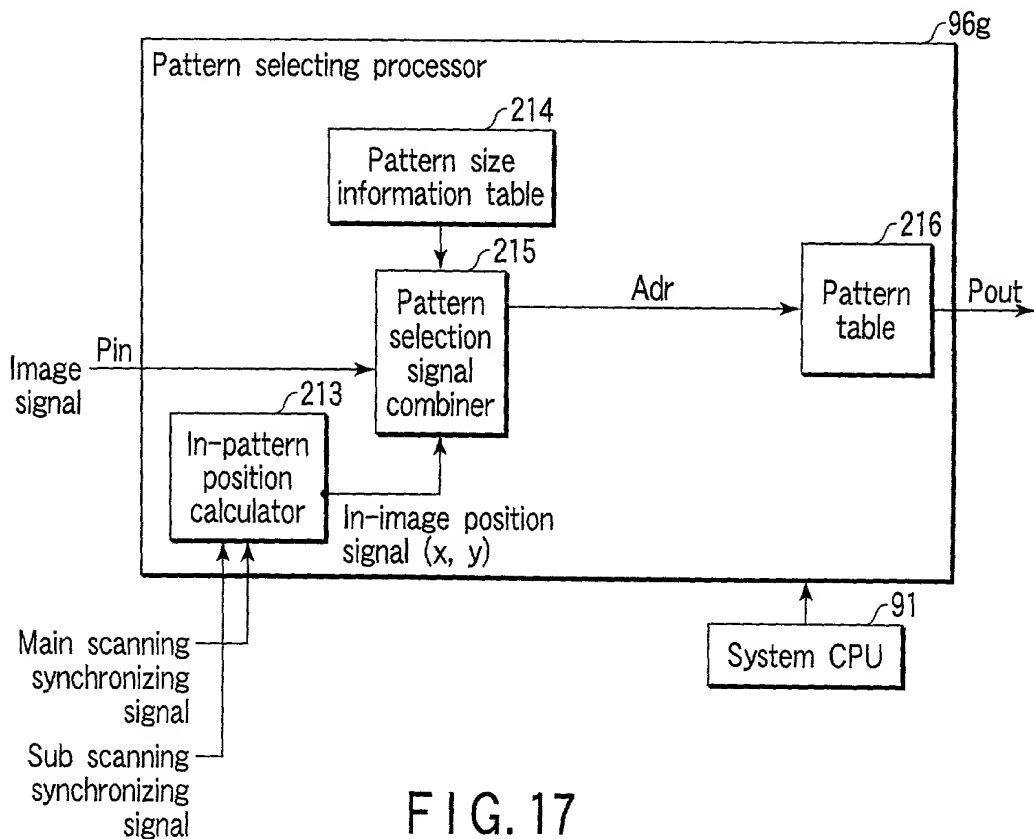 96g
Pattern selecting processor
214
Pattern size
information table
215
Pattern
selection
signal
combiner
Adr
216
Pattern
table
Pout
Pin
Image
signal
213
In-pattern
position
calculator
In-image position
signal (x, y)
91
System CPU
Main scanning
synchronizing
signal
Sub scanning
synchronizing
signal
FIG. 17